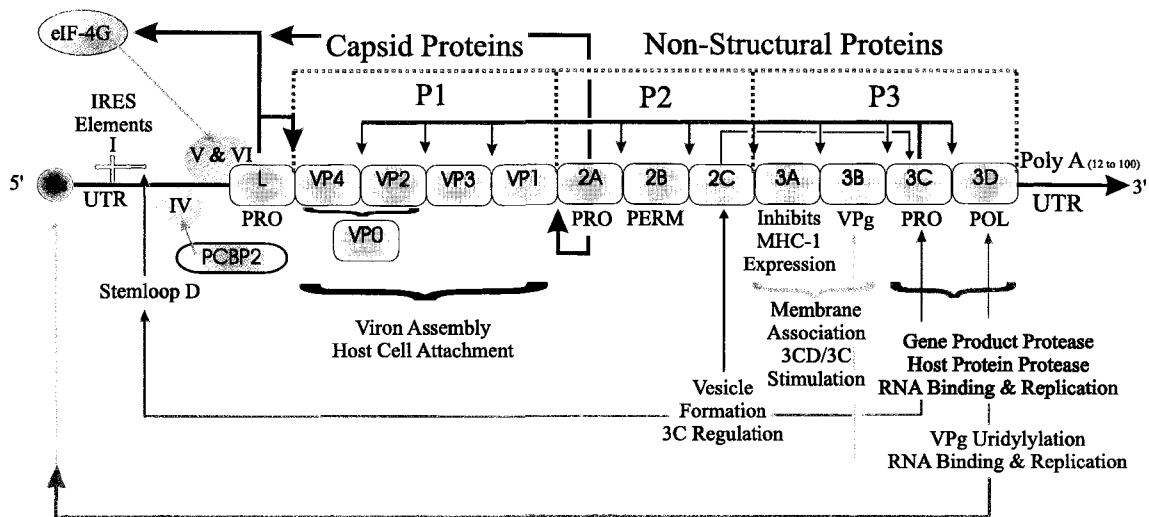 eIF-4G
Capsid Proteins
Non-Structural Proteins
P1
P2
P3
IRES
Elements
I
V & VI
5'
UTR
IV
L
VP4
VP2
VP3
VP1
2A
2B
2C
3A
3B
3C
3D
Poly A (12 to 100)
3'
UTR
PRO
VP0
PRO
PERM
Inhibits
MHC-1
Expression
VPg
PRO
POL
PCBP2
Stemloop D
Viron Assembly
Host Cell Attachment
Vesicle
Formation
3C Regulation
Membrane
Association
3CD/3C
Stimulation
Gene Product Protease
Host Protein Protease
RNA Binding & Replication
VPg Uridylylation
RNA Binding & Replication